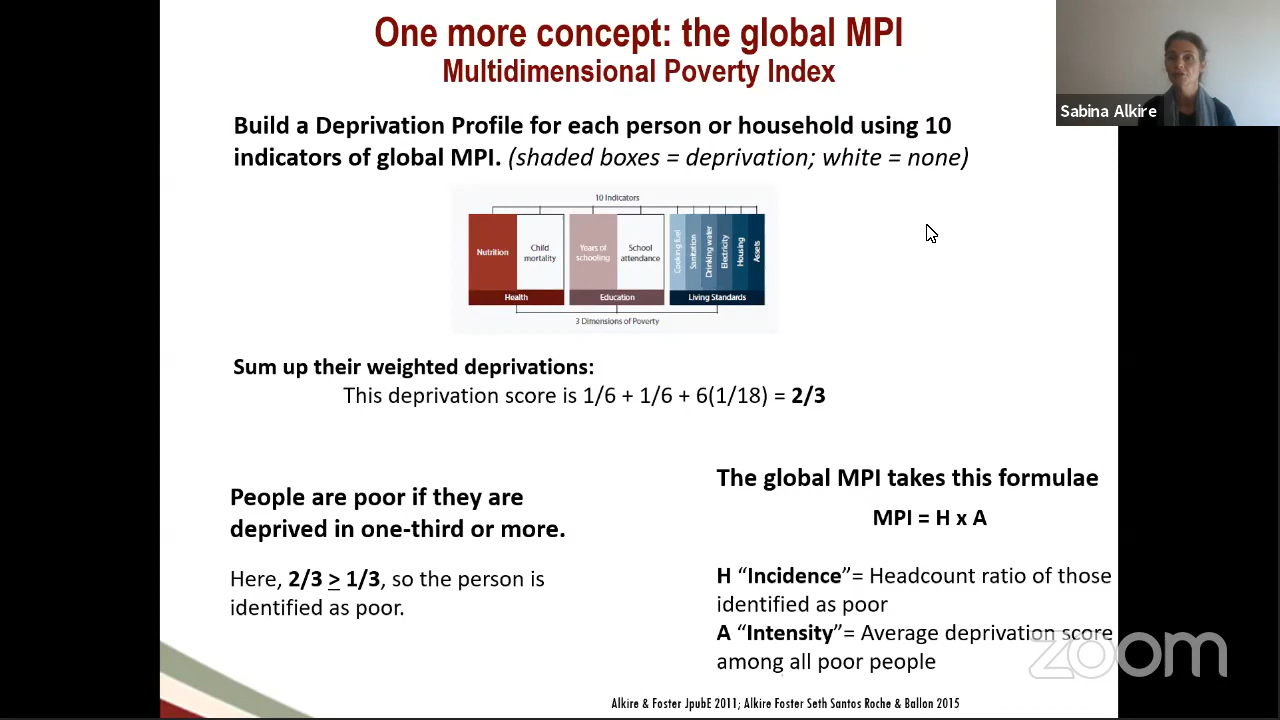 One more concept: the global MPI
Multidimensional Poverty Index
Sabina Alkire
Build a Deprivation Profile for each person or household using 10
indicators of global MPI. (shaded boxes = deprivation; white = none)
10 Indicators
Nutrition
Child
mortality
Years of
schooling
School
attendance
Cooking fuel
Sanitation
Drinking water
Electricity
Housing
Assets
Health
Education
Living Standards
3 Dimensions of Poverty
Sum up their weighted deprivations:
This deprivation score is 1/6 + 1/6 + 6(1/18) = 2/3
People are poor if they are
deprived in one-third or more.
Here, 2/3 ≥ 1/3, so the person is
identified as poor.
The global MPI takes this formulae
MPI = H x A
H “Incidence”= Headcount ratio of those
identified as poor
A “Intensity”= Average deprivation score
among all poor people
zoom
Alkire & Foster JpubE 2011; Alkire Foster Seth Santos Roche & Ballon 2015